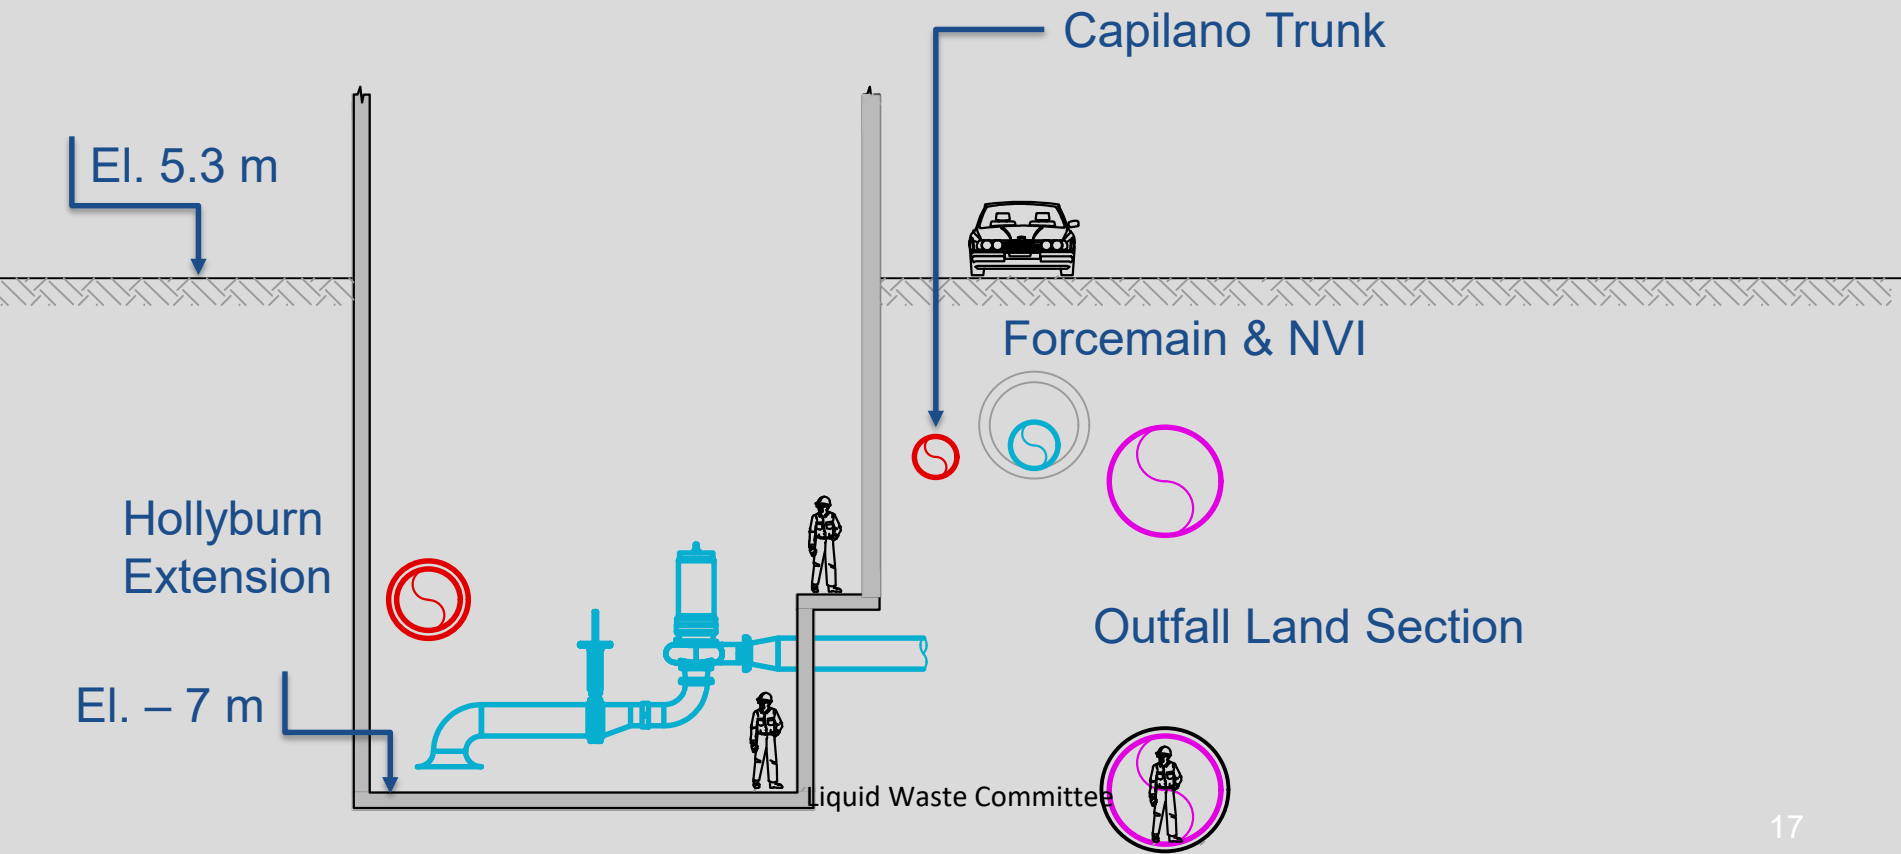 Capilano Trunk
El. 5.3 m
Forcemain & NVI
Hollyburn
Extension
Outfall Land Section
El. – 7 m
Liquid Waste Committee
17